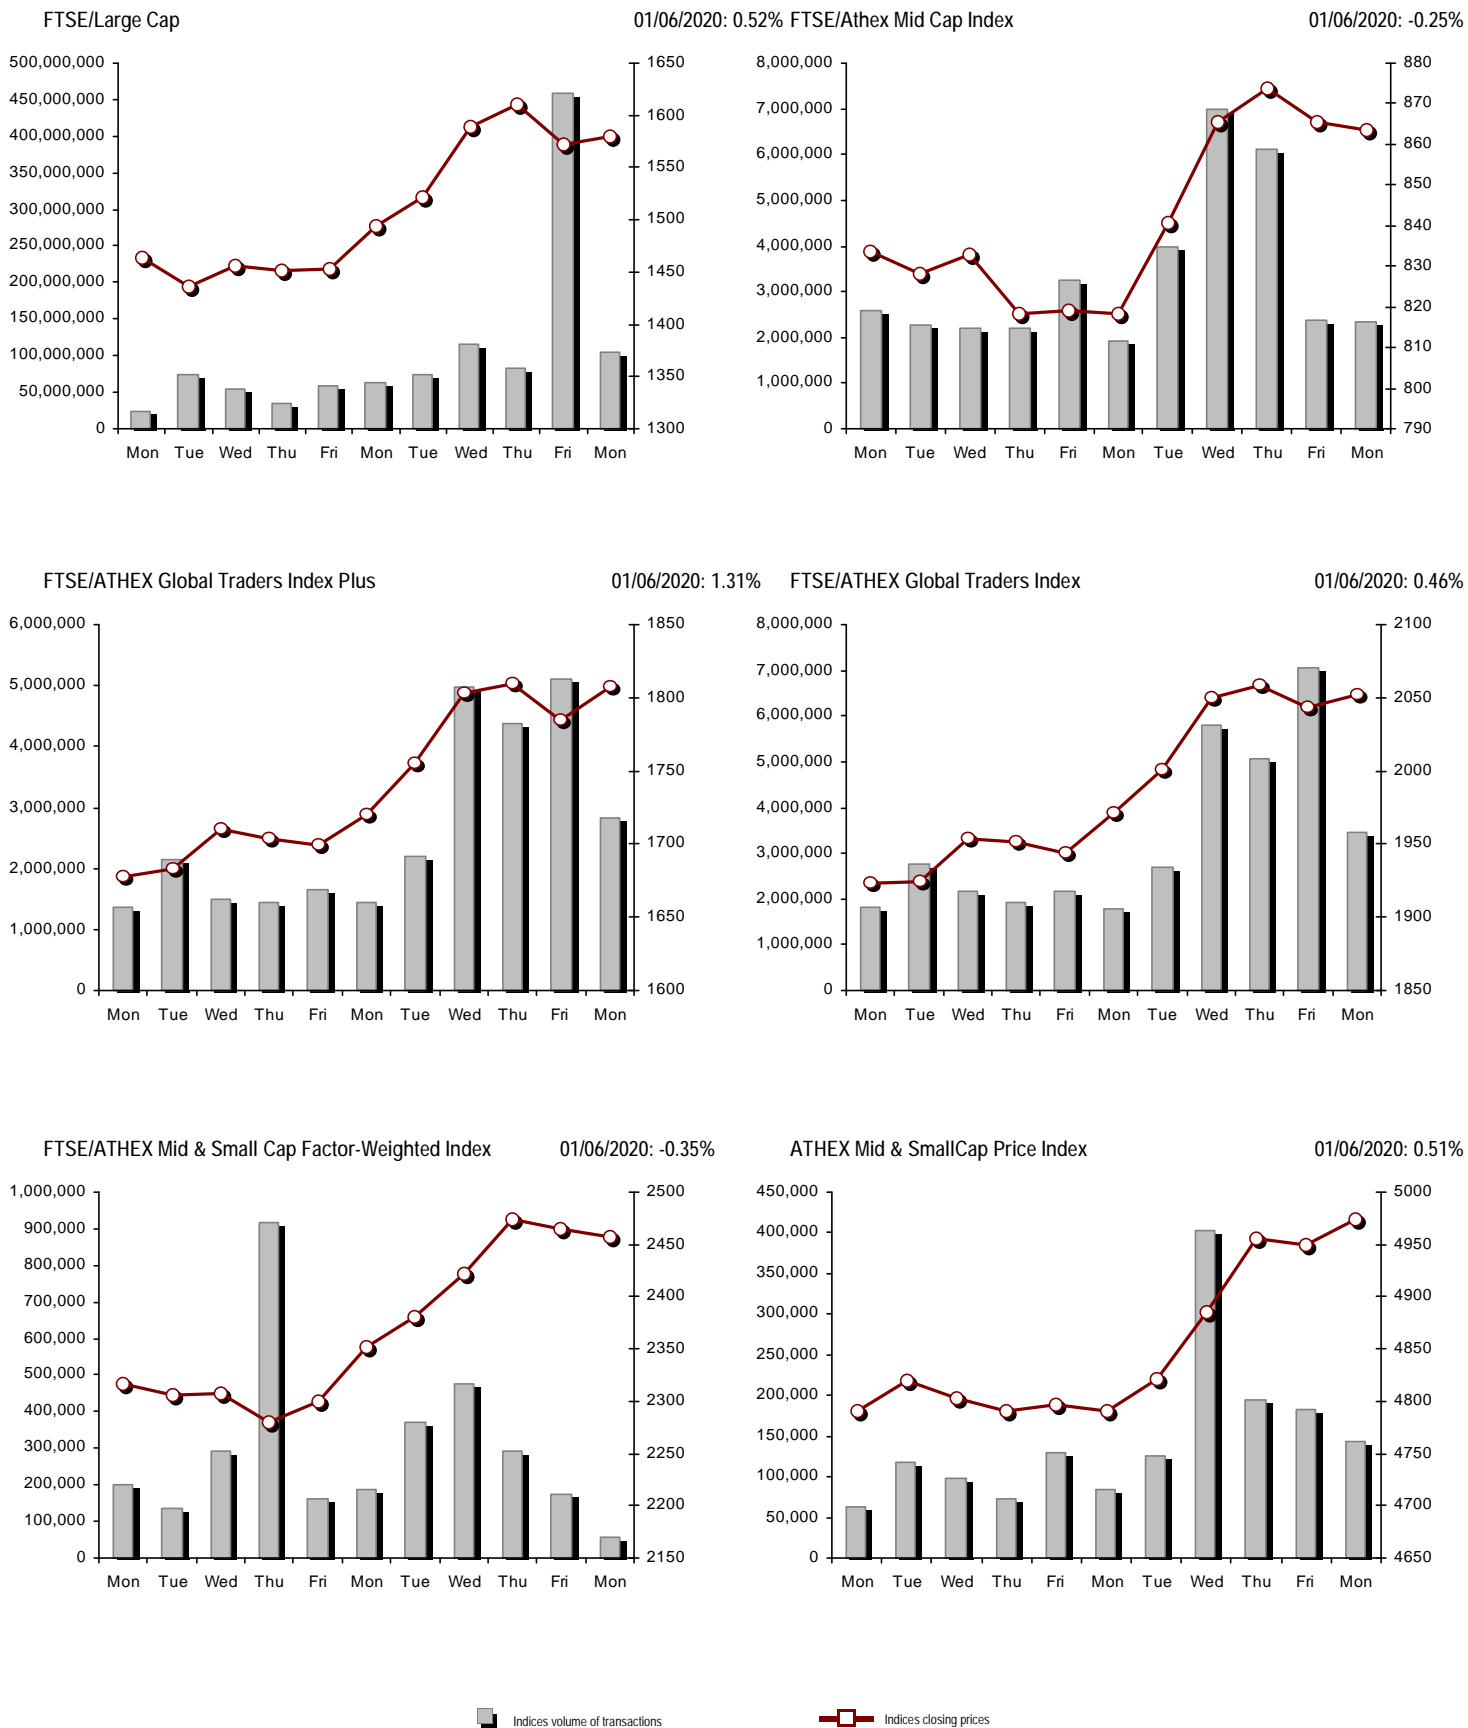 FTSE/Large Cap 01/06/2020: 0.52% FTSE/Athex Mid Cap Index 01/06/2020: -0.25%
500,000,000 1650 8,000,000 880
450,000,000 1600 7,000,000 870
400,000,000 1550 6,000,000 860
350,000,000 1500 5,000,000 850
300,000,000 1450 4,000,000 840
250,000,000 1400 3,000,000 830
200,000,000 1350 2,000,000 820
150,000,000 1300 1,000,000 810
100,000,000 0 800
50,000,000 790
0
Mon Tue Wed Thu Fri Mon Tue Wed Thu Fri Mon Mon Tue Wed Thu Fri Mon Tue Wed Thu Fri Mon
FTSE/ATHEX Global Traders Index Plus 01/06/2020: 1.31% FTSE/ATHEX Global Traders Index 01/06/2020: 0.46%
6,000,000 1850 8,000,000 2100
5,000,000 1800 7,000,000 2050
4,000,000 1750 6,000,000 2000
3,000,000 1700 5,000,000 1950
2,000,000 1650 4,000,000 1900
1,000,000 1600 3,000,000 1850
0 2,000,000
1,000,000
0
Mon Tue Wed Thu Fri Mon Tue Wed Thu Fri Mon Mon Tue Wed Thu Fri Mon Tue Wed Thu Fri Mon
FTSE/ATHEX Mid & Small Cap Factor-Weighted Index 01/06/2020: -0.35% ATHEX Mid & SmallCap Price Index 01/06/2020: 0.51%
1,000,000 2500 450,000 5000
900,000 2450 400,000 4950
800,000 2400 350,000 4900
700,000 2350 300,000 4850
600,000 2300 250,000 4800
500,000 2250 200,000 4750
400,000 2200 150,000 4700
300,000 2150 100,000 4650
200,000 50,000
100,000 0
0
Mon Tue Wed Thu Fri Mon Tue Wed Thu Fri Mon Mon Tue Wed Thu Fri Mon Tue Wed Thu Fri Mon
Indices volume of transactions Indices closing prices